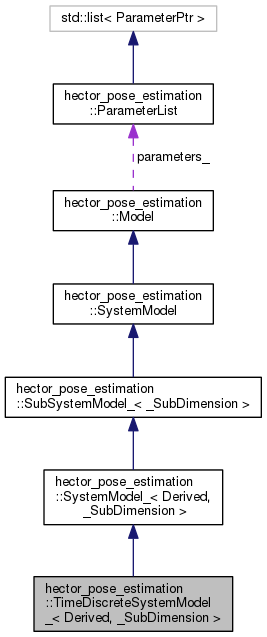 std::list< ParameterPtr >
hector_pose_estimation
::ParameterList
parameters_
hector_pose_estimation
::Model
hector_pose_estimation
::SystemModel
hector_pose_estimation
::SubSystemModel_< _SubDimension >
hector_pose_estimation
::SystemModel_< Derived,
_SubDimension >
hector_pose_estimation
::TimeDiscreteSystemModel
_< Derived, _SubDimension >